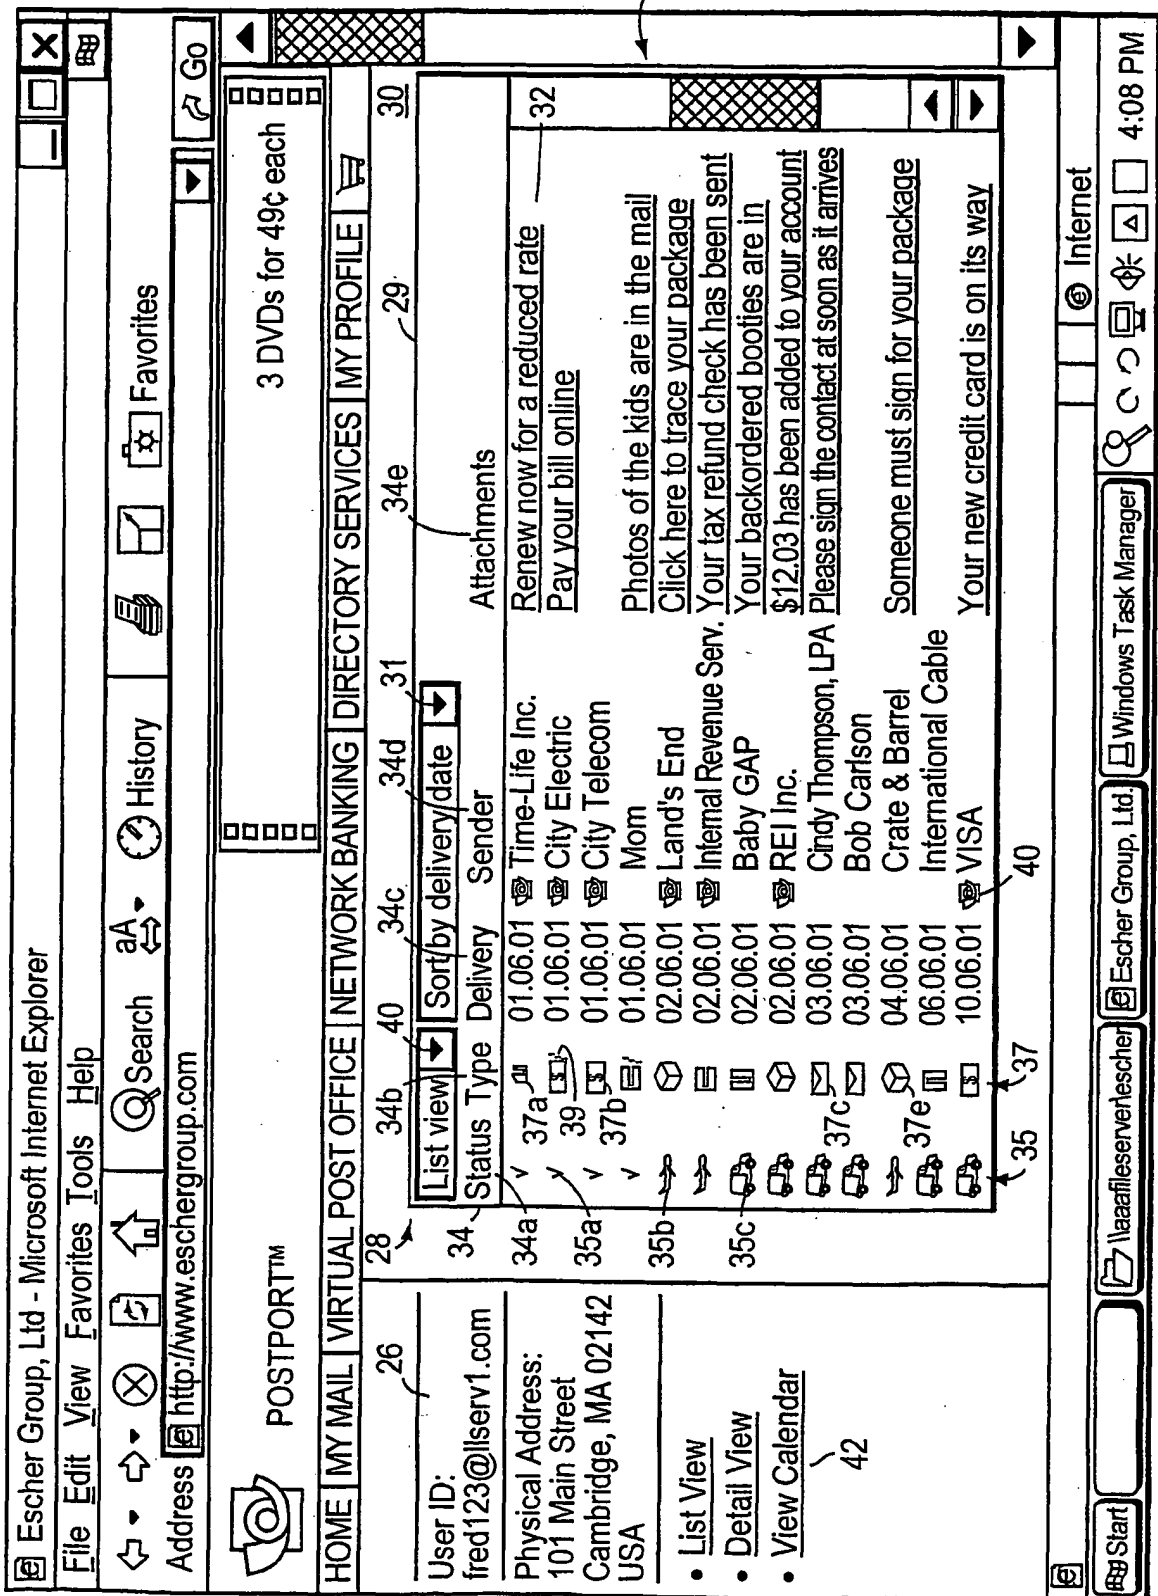 Escher Group, Ltd - Microsoft Internet Explorer
File Edit View Favorites Tools Help
Search aA History Favorites
Address http://www.eschergroup.com Go
POSTPORT™
3 DVDs for 49¢ each
HOME MY MAIL VIRTUAL POST OFFICE NETWORK BANKING DIRECTORY SERVICES MY PROFILE
26
28
34b
40
34c
34d
31
34e
29
30
User ID:
fred123@llserv1.com
Physical Address:
101 Main Street
Cambridge, MA 02142
USA
• List View
• Detail View
• View Calendar
42
List view Sort by delivery date
34
Status Type Delivery Sender Attachments
34a
35a
35b
35c
37a
39
37b
37c
37e
32
01.06.01 Time-Life Inc. Renew now for a reduced rate
01.06.01 City Electric Pay your bill online
01.06.01 City Telecom
01.06.01 Mom Photos of the kids are in the mail
02.06.01 Land's End Click here to trace your package
02.06.01 Internal Revenue Serv. Your tax refund check has been sent
02.06.01 Baby GAP Your backordered booties are in
02.06.01 REI Inc. $12.03 has been added to your account
03.06.01 Cindy Thompson, LPA Please sign the contact at soon as it arrives
03.06.01 Bob Carlson
04.06.01 Crate & Barrel Someone must sign for your package
06.06.01 International Cable
10.06.01 VISA Your new credit card is on its way
35
37
40
Internet
Start \\aaafileserver\escher Escher Group, Ltd. Windows Task Manager 4:08 PM